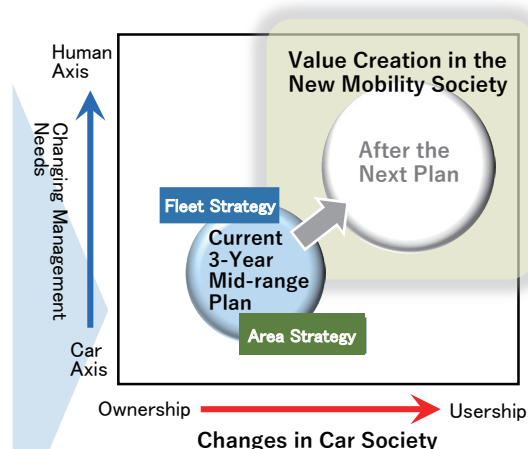 Human
Axis
Value Creation in the
New Mobility Society
Changing Management
Needs
After the
Next Plan
Fleet Strategy
Current
3-Year
Mid-range
Plan
Area Strategy
Car
Axis
Ownership
Usership
Changes in Car Society